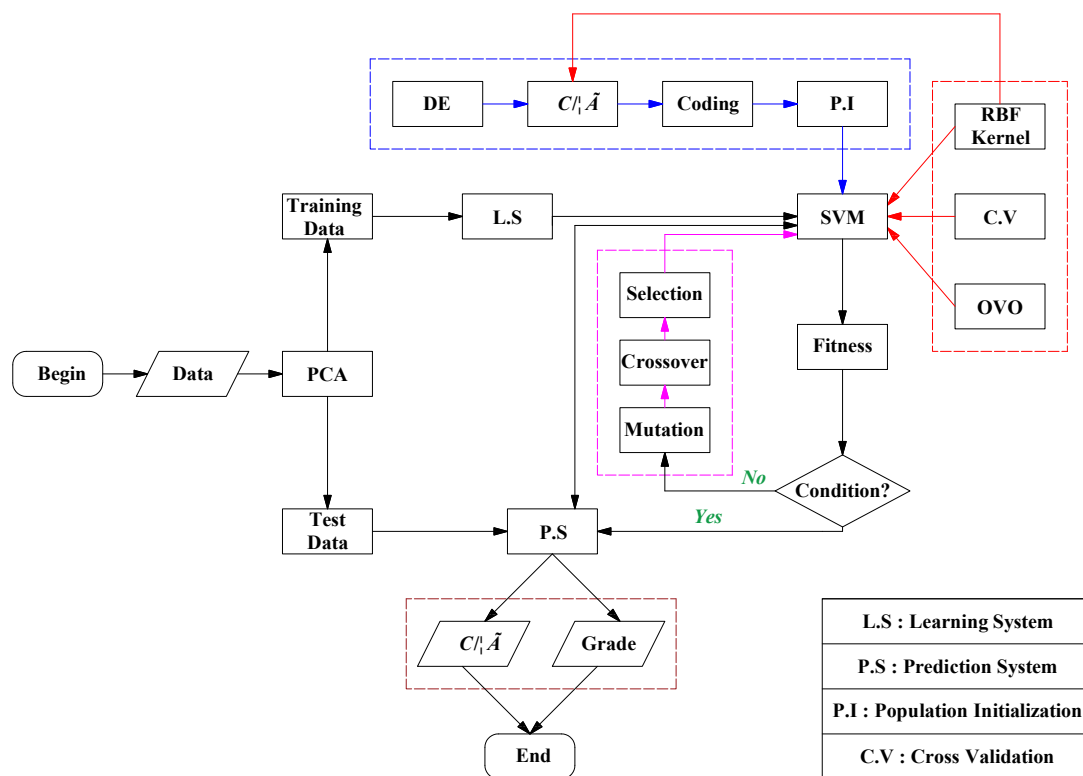 DE
C/¦ Ã
Coding
P.I
RBF
Kernel
Training
Data
L.S
SVM
C.V
Selection
OVO
Fitness
Begin
Data
PCA
Crossover
Mutation
No
Condition?
Test
Data
P.S
Yes
C/¦ Ã
Grade
End
L.S : Learning System
P.S : Prediction System
P.I : Population Initialization
C.V : Cross Validation